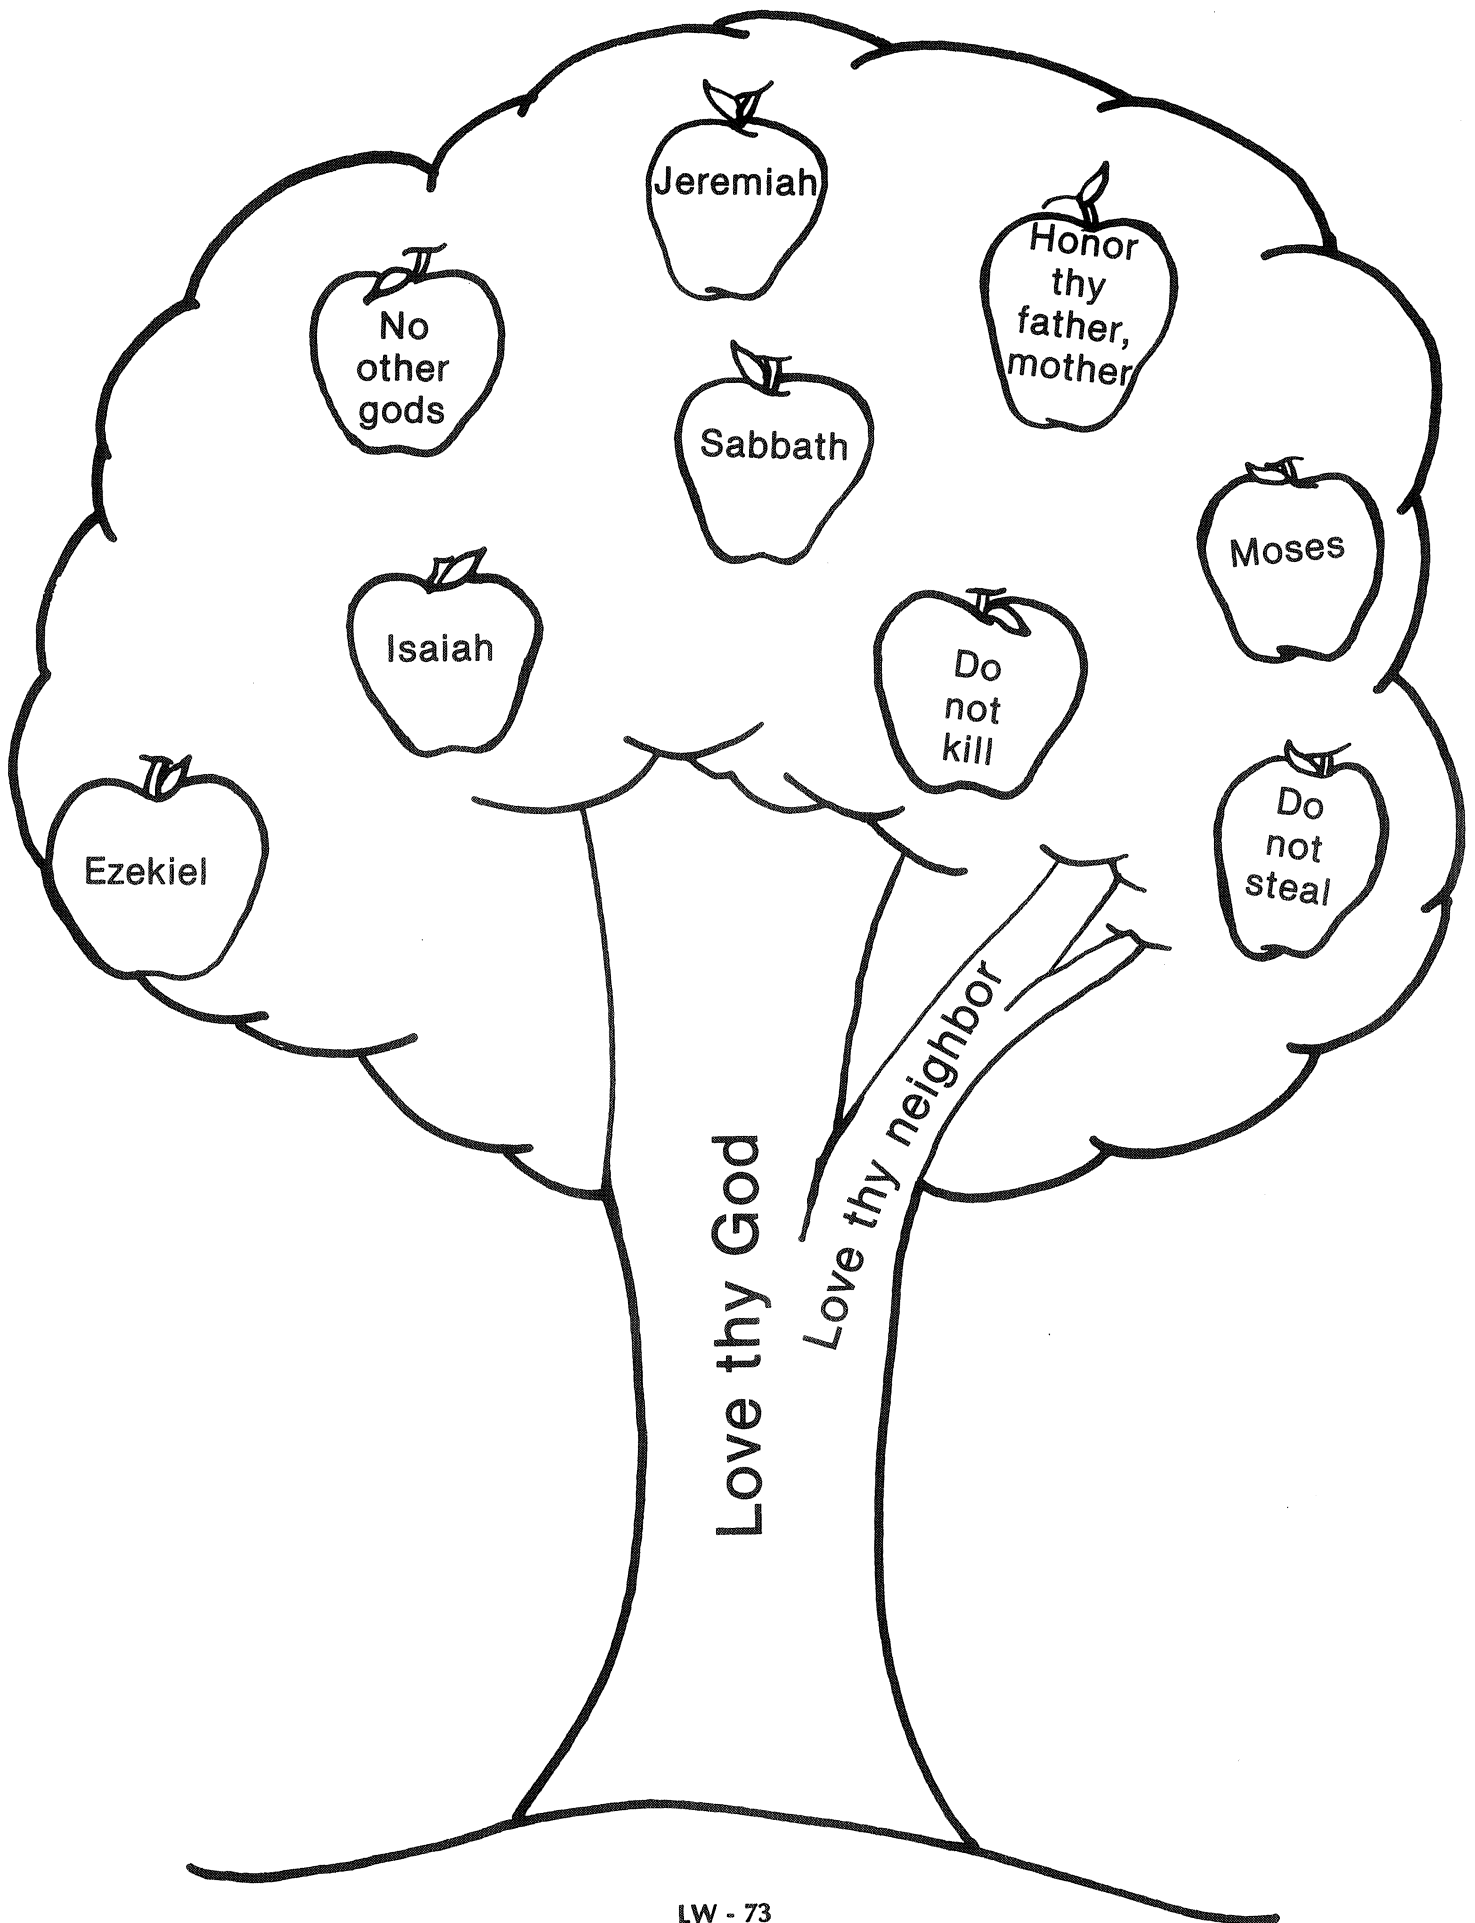 Jeremiah
Honor
thy
father,
mother
No
other
gods
Sabbath
Moses
Isaiah
Do
not
kill
Do
not
steal
Ezekiel
Love thy neighbor
Love thy God
LW - 73